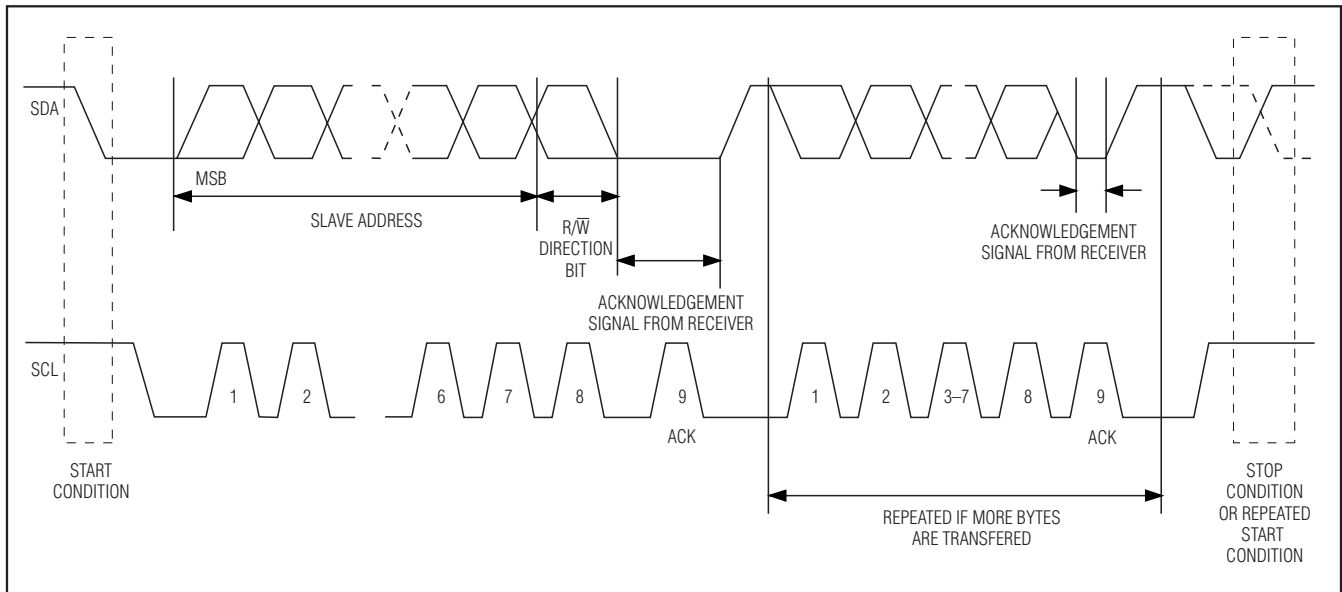 SDA
MSB
SLAVE ADDRESS
R/W̅
DIRECTION
BIT
ACKNOWLEDGEMENT
SIGNAL FROM RECEIVER
ACKNOWLEDGEMENT
SIGNAL FROM RECEIVER
SCL
1
2
6
7
8
9
ACK
1
2
3–7
8
9
ACK
START
CONDITION
REPEATED IF MORE BYTES
ARE TRANSFERED
STOP
CONDITION
OR REPEATED
START
CONDITION